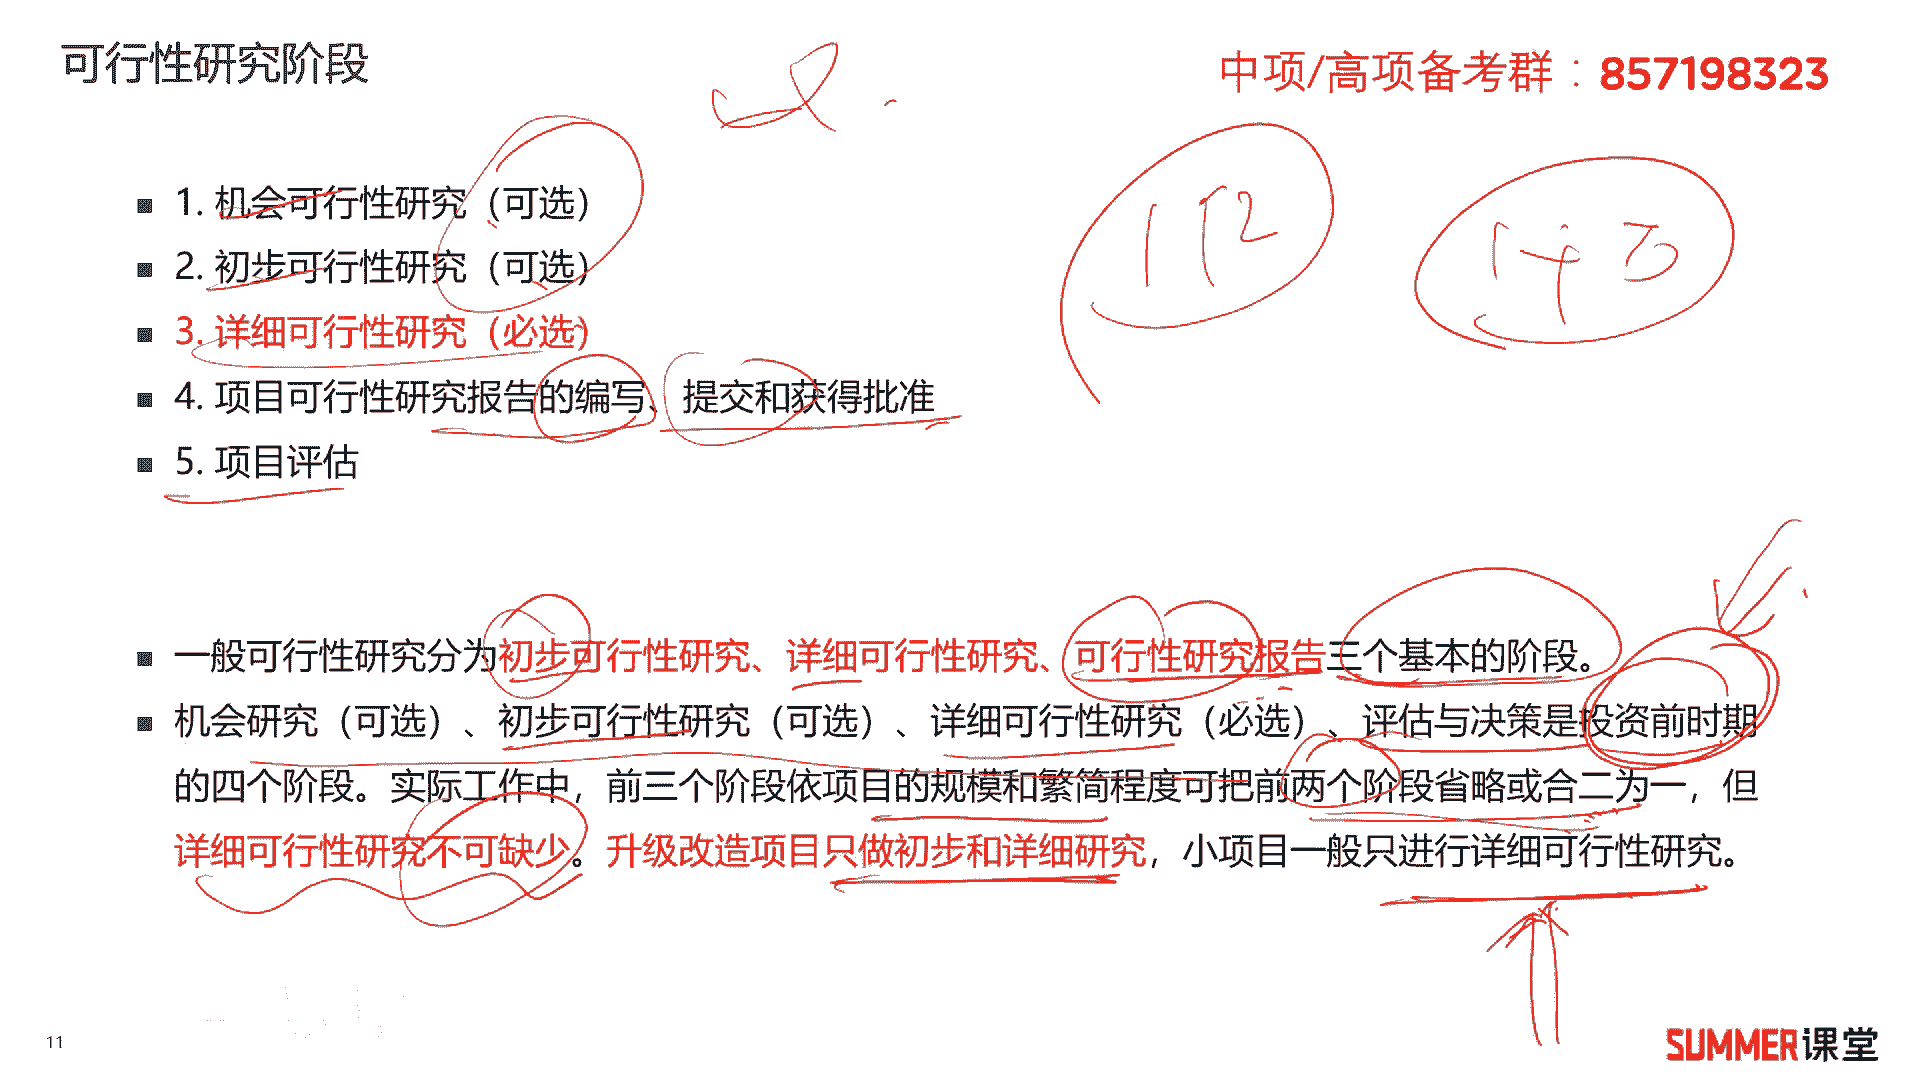 可行性研究阶段
中项/高项备考群：857198323
1. 机会可行性研究（可选）
2. 初步可行性研究（可选）
3. 详细可行性研究（必选）
4. 项目可行性研究报告的编写、提交和获得批准
5. 项目评估
一般可行性研究分为初步可行性研究、详细可行性研究、可行性研究报告三个基本的阶段。
机会研究（可选）、初步可行性研究（可选）、详细可行性研究（必选）、评估与决策是投资前时期
的四个阶段。实际工作中，前三个阶段依项目的规模和繁简程度可把前两个阶段省略或合二为一，但
详细可行性研究不可缺少。升级改造项目只做初步和详细研究，小项目一般只进行详细可行性研究。
11
SUMMER课堂